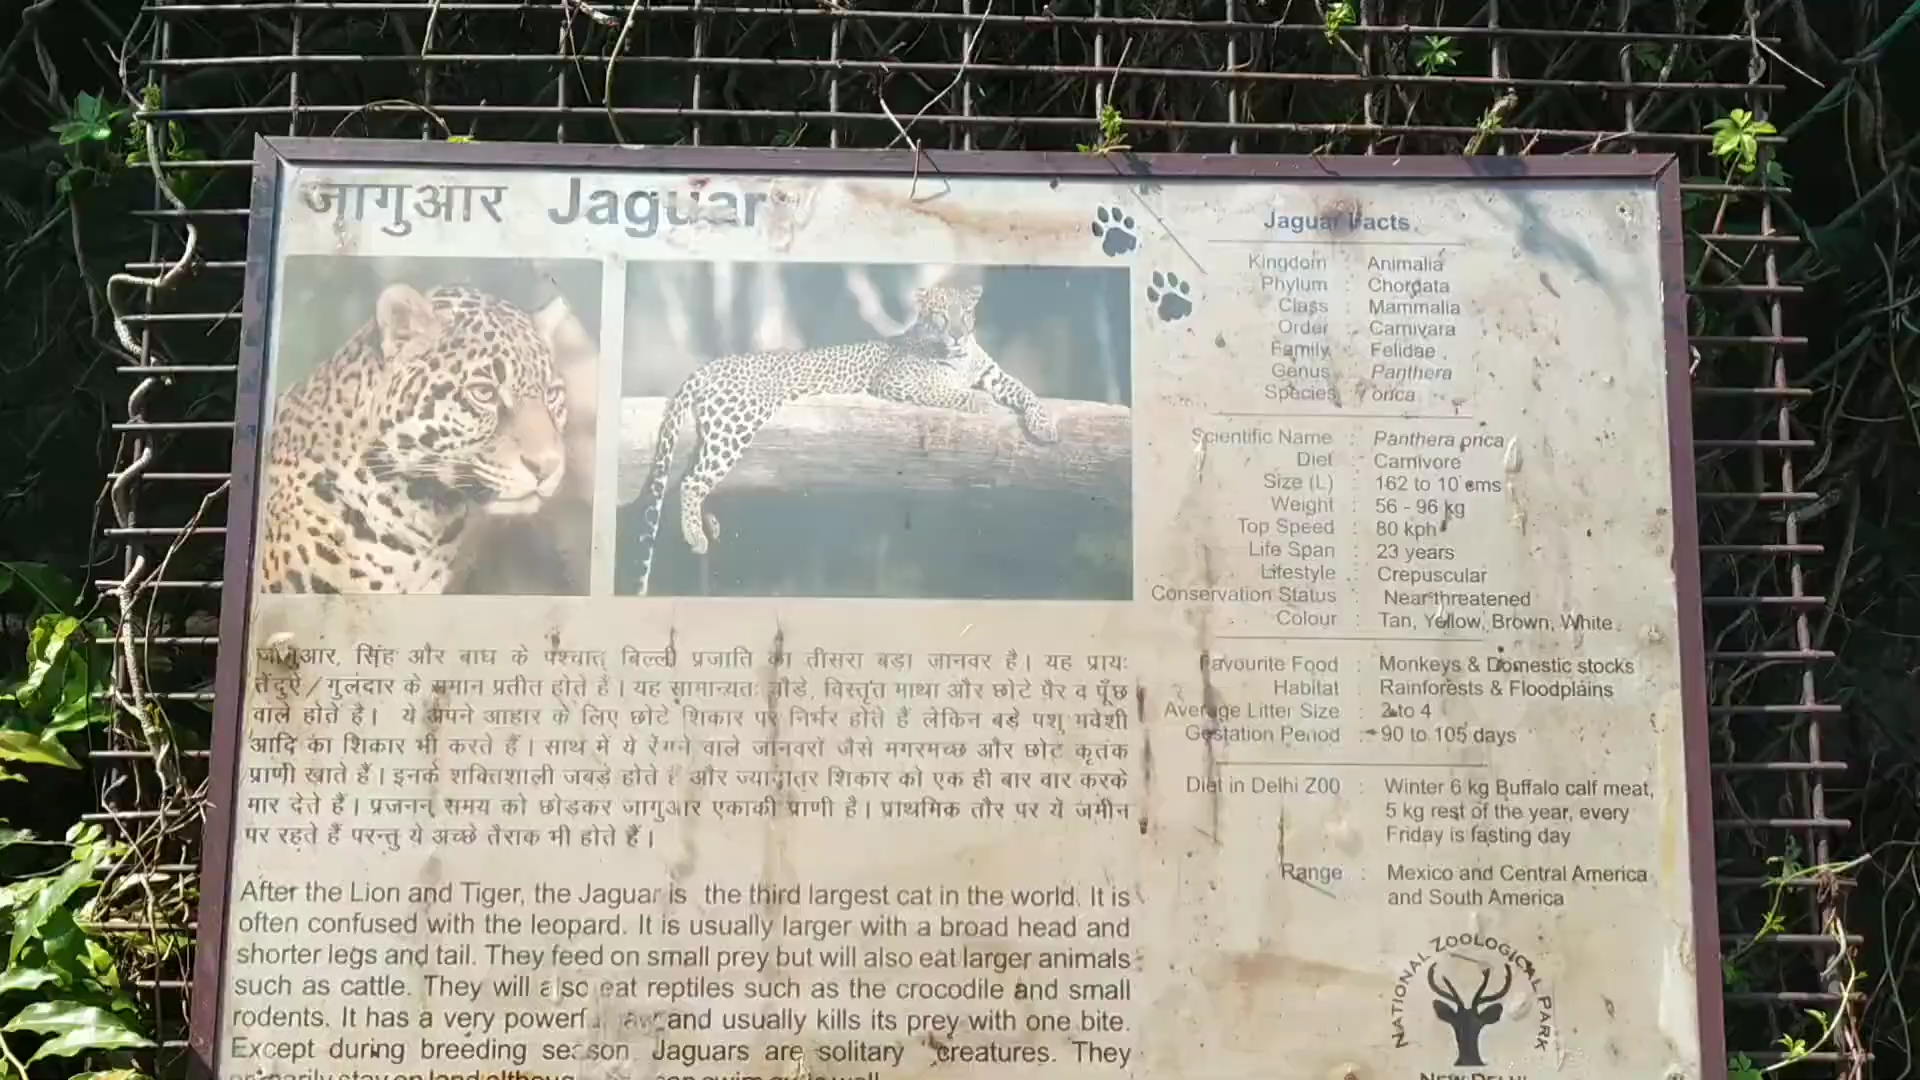 जागुआर Jaguar
जागुआर, सिंह और बाघ के पश्चात् बिल्ली प्रजाति का तीसरा बड़ा जानवर है। यह प्रायः
तेंदुऐ/गुलदार के समान प्रतीत होते है। यह सामान्यतः चौडे, विस्तृत माथा और छोटे पैर व पूँछ
वाले होते है। ये अपने आहार के लिए छोटे शिकार पर निर्भर होते हैं लेकिन बड़े पशु मवेशी
आदि का शिकार भी करते हैं। साथ में ये रेंगने वाले जानवरों जैसे मगरमच्छ और छोट कृतंक
प्राणी खाते हैं। इनके शक्तिशाली जबड़े होते और ज्यादातर शिकार को एक ही बार वार करके
मार देते हैं। प्रजनन् समय को छोडकर जागुआर एकाकी प्राणी है। प्राथमिक तौर पर ये जमीन
पर रहते हैं परन्तु ये अच्छे तैराक भी होते हैं।
After the Lion and Tiger, the Jaguar is the third largest cat in the world. It is
often confused with the leopard. It is usually larger with a broad head and
shorter legs and tail. They feed on small prey but will also eat larger animals
such as cattle. They will also eat reptiles such as the crocodile and small
rodents. It has a very and usually kills its prey with one bite.
Except during breeding season Jaguars are solitary creatures. They
Jaguar Facts
Kingdom : Animalia
Phylum : Chordata
Class : Mammalia
Order : Carnivara
Family : Felidae
Genus : Panthera
Species : orica
Scientific Name : Panthera orica
Diet : Carnivore
Size (L) : 162 to 10 cms
Weight : 56 - 96 kg
Top Speed : 80 kph
Life Span : 23 years
Lifestyle : Crepuscular
Conservation Status : Near threatened
Colour : Tan, Yellow, Brown, White
Favourite Food : Monkeys & Domestic stocks
Habitat : Rainforests & Floodplains
Average Litter Size : 2 to 4
Gestation Period : 90 to 105 days
Diet in Delhi ZOO : Winter 6 kg Buffalo calf meat,
5 kg rest of the year, every
Friday is fasting day
Range : Mexico and Central America
and South America
NATIONAL ZOOLOGICAL PARK
NEW DELHI